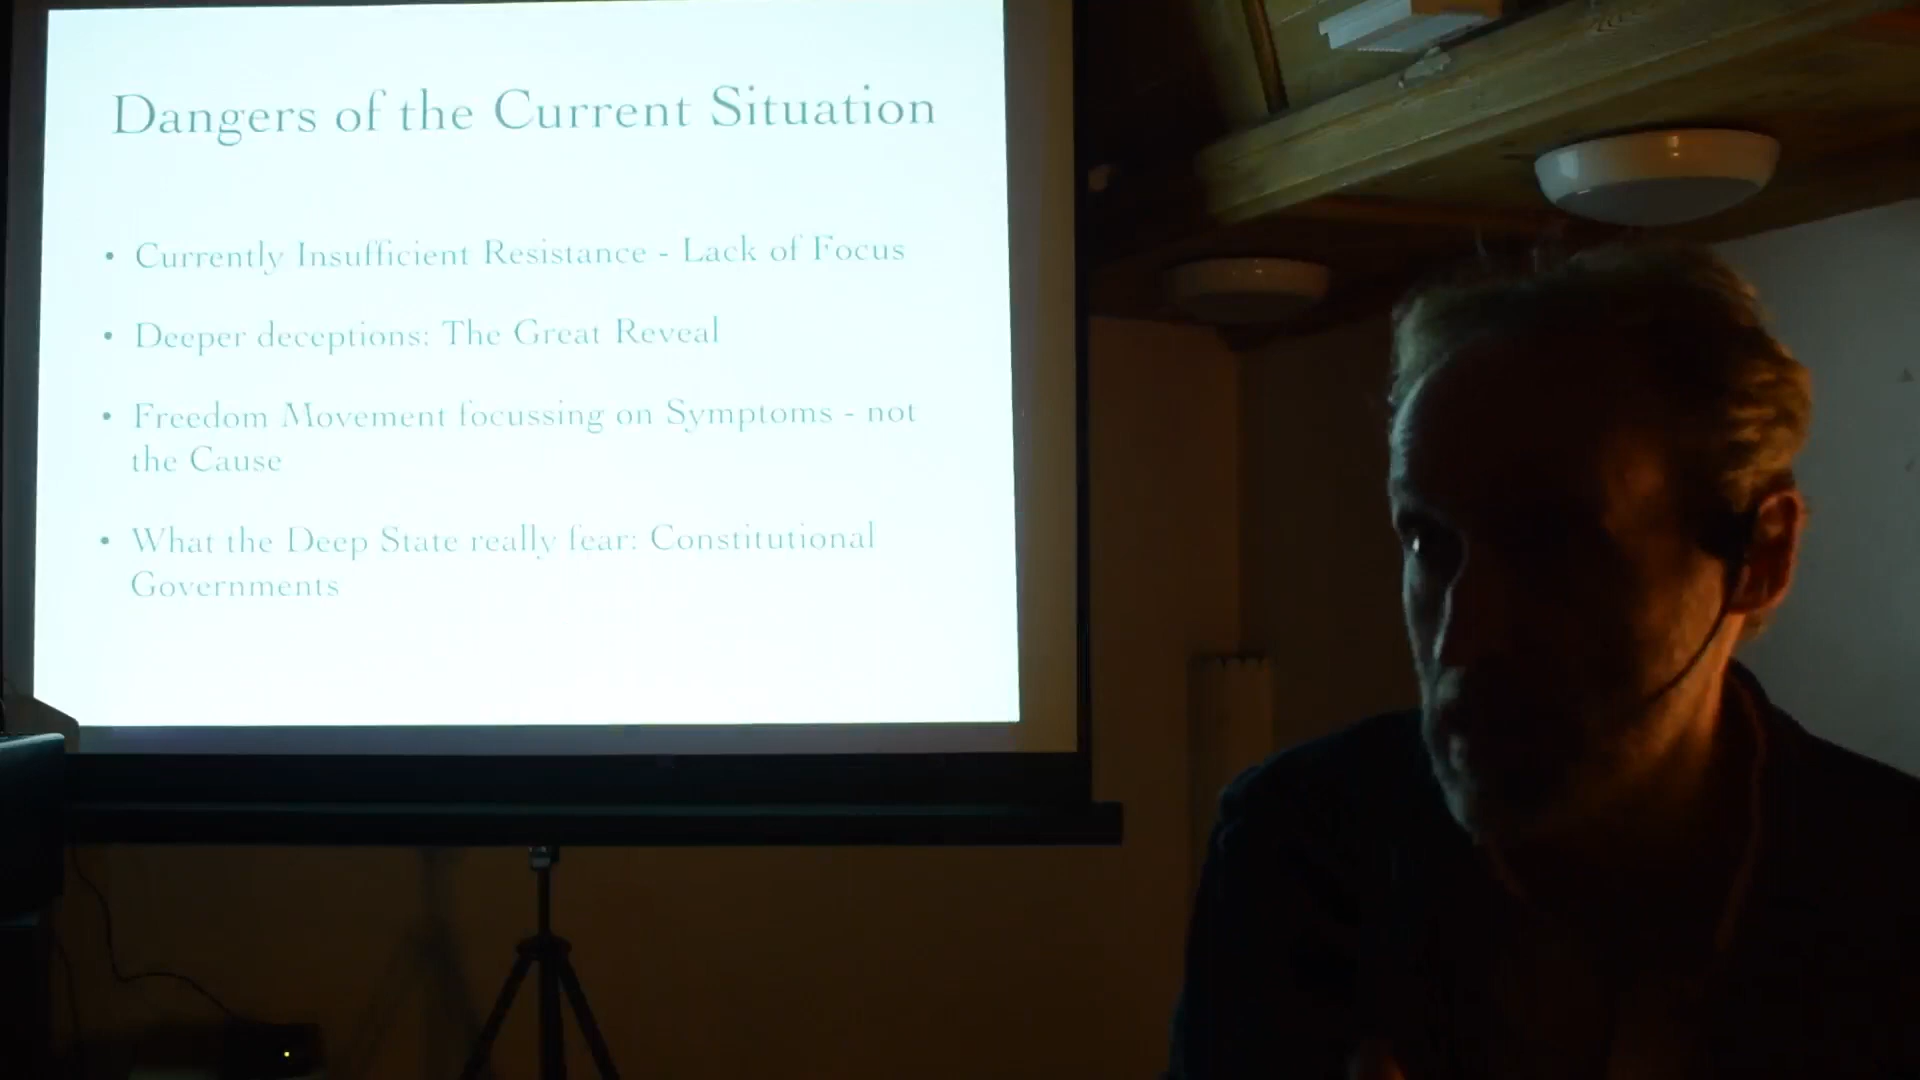 Dangers of the Current Situation
• Currently Insufficient Resistance - Lack of Focus
• Deeper deceptions: The Great Reveal
• Freedom Movement focussing on Symptoms - not
the Cause
• What the Deep State really fear: Constitutional
Governments